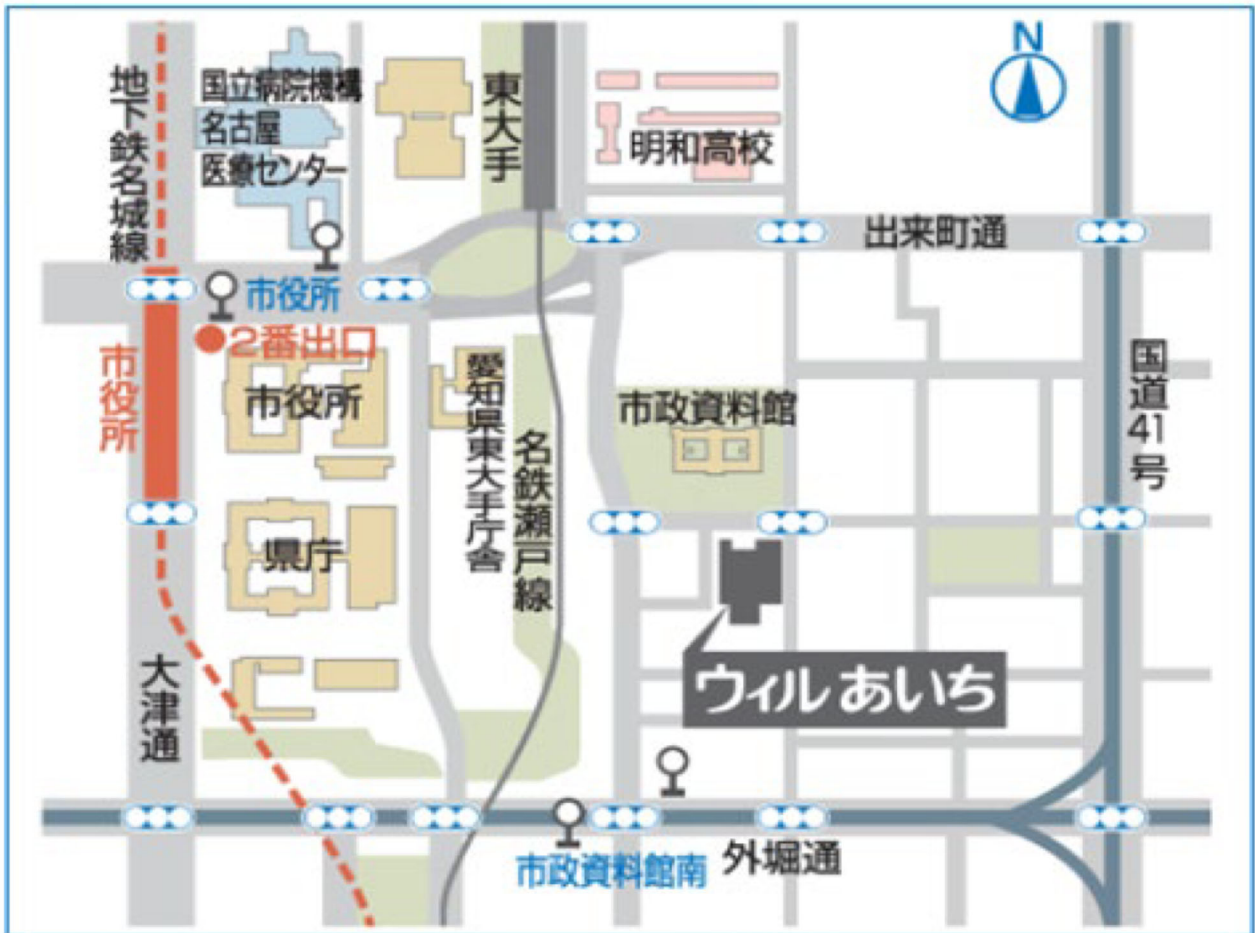 N
地下鉄名城線
国立病院機構
名古屋
医療センター
東大手
明和高校
出来町通
市役所
2番出口
市役所
市役所
愛知県東大手庁舎
名鉄瀬戸線
市政資料館
国道41号
県庁
大津通
ウィルあいち
市政資料館南
外堀通